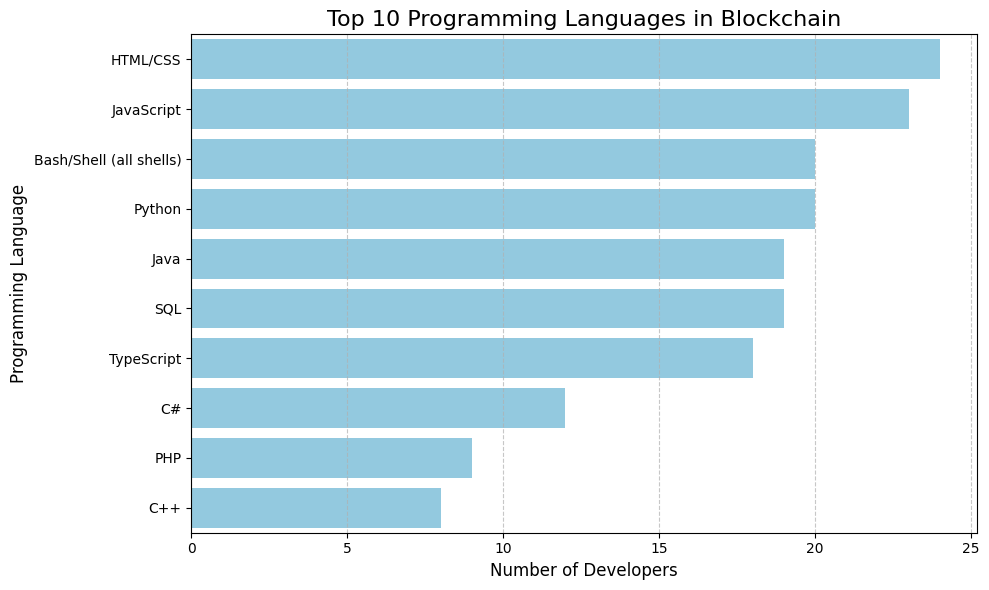 Top 10 Programming Languages in Blockchain
Programming Language
HTML/CSS
JavaScript
Bash/Shell (all shells)
Python
Java
SQL
TypeScript
C#
PHP
C++
0 5 10 15 20 25
Number of Developers